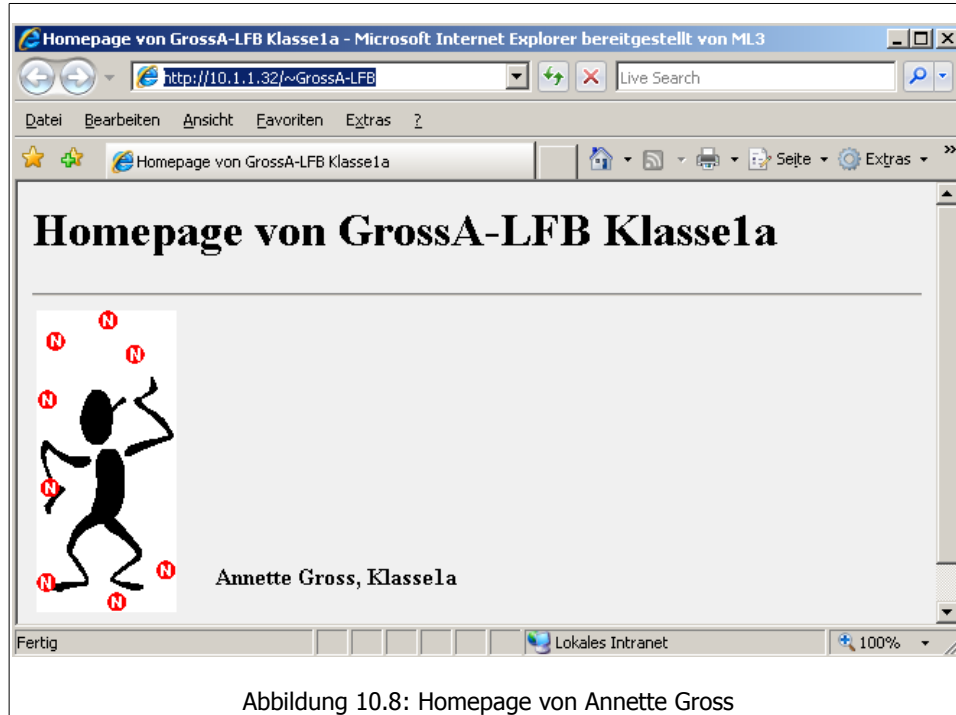 Homepage von GrossA-LFB Klasse1a - Microsoft Internet Explorer bereitgestellt von ML3
http://10.1.1.32/~GrossA-LFB
Live Search
Datei Bearbeiten Ansicht Favoriten Extras ?
Homepage von GrossA-LFB Klasse1a
Seite Extras »
Homepage von GrossA-LFB Klasse1a
N
N
N
N
N
N
N
N
Annette Gross, Klasse1a
Fertig Lokales Intranet 100%
Abbildung 10.8: Homepage von Annette Gross